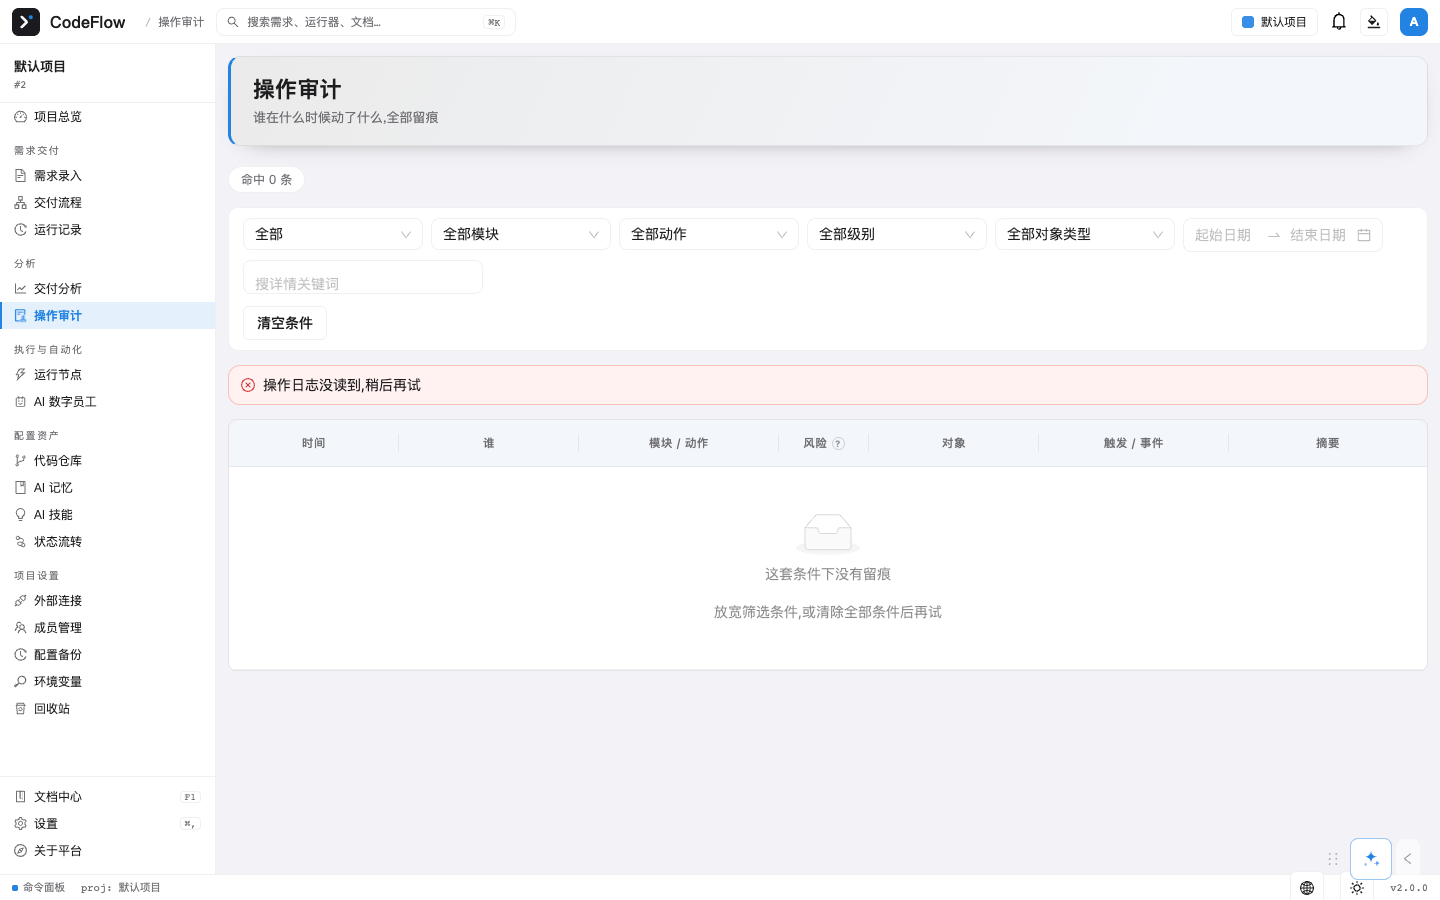 CodeFlow / 操作审计 搜索需求、运行器、文档... ⌘K 默认项目 A
默认项目
#2
项目总览
需求交付
需求录入
交付流程
运行记录
分析
交付分析
操作审计
执行与自动化
运行节点
AI 数字员工
配置资产
代码仓库
AI 记忆
AI 技能
状态流转
项目设置
外部连接
成员管理
配置备份
环境变量
回收站
文档中心 F1
设置 ⌘,
关于平台
操作审计
谁在什么时候动了什么,全部留痕
命中 0 条
全部 全部模块 全部动作 全部级别 全部对象类型 起始日期 → 结束日期
搜详情关键词
清空条件
操作日志没读到,稍后再试
时间 谁 模块 / 动作 风险 ? 对象 触发 / 事件 摘要
这套条件下没有留痕
放宽筛选条件,或清除全部条件后再试
命令面板 proj: 默认项目 v2.0.0